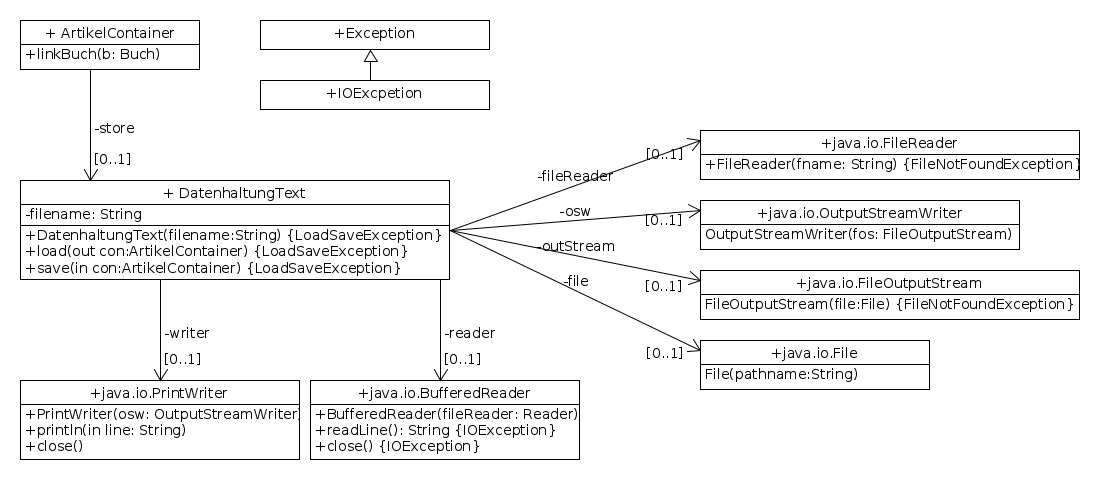 + ArtikelContainer
+linkBuch(b: Buch)
+Exception
+IOExcpetion
-store
[0..1]
+ DatenhaltungText
-filename: String
+DatenhaltungText(filename:String) {LoadSaveException}
+load(out con:ArtikelContainer) {LoadSaveException}
+save(in con:ArtikelContainer) {LoadSaveException}
-fileReader
[0..1]
+java.io.FileReader
+FileReader(fname: String) {FileNotFoundException}
-osw
[0..1]
+java.io.OutputStreamWriter
OutputStreamWriter(fos: FileOutputStream)
-outStream
[0..1]
+java.io.FileOutputStream
FileOutputStream(file:File) {FileNotFoundException}
-file
[0..1]
+java.io.File
File(pathname:String)
-writer
[0..1]
+java.io.PrintWriter
+PrintWriter(osw: OutputStreamWriter)
+println(in line: String)
+close()
-reader
[0..1]
+java.io.BufferedReader
+BufferedReader(fileReader: Reader)
+readLine(): String {IOException}
+close() {IOException}